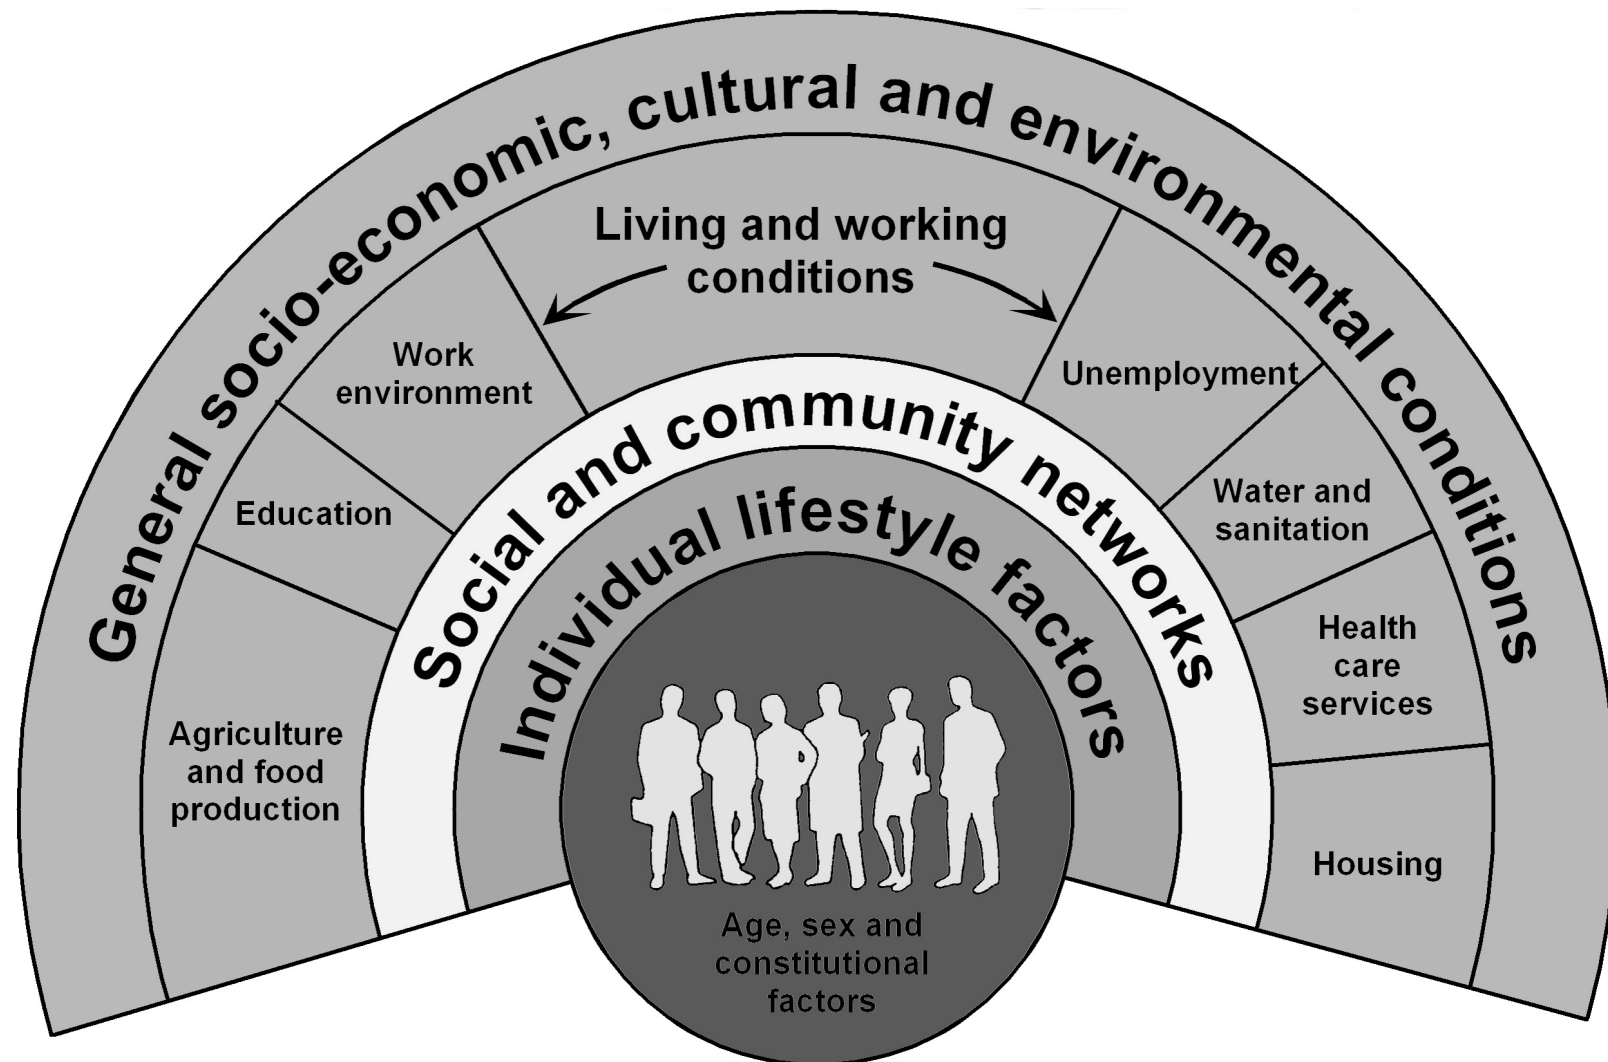 General socio-economic, cultural and environmental conditions
Living and working
conditions
Work
environment
Education
Agriculture
and food
production
Unemployment
Water and
sanitation
Health
care
services
Housing
Social and community networks
Individual lifestyle factors
Age, sex and
constitutional
factors